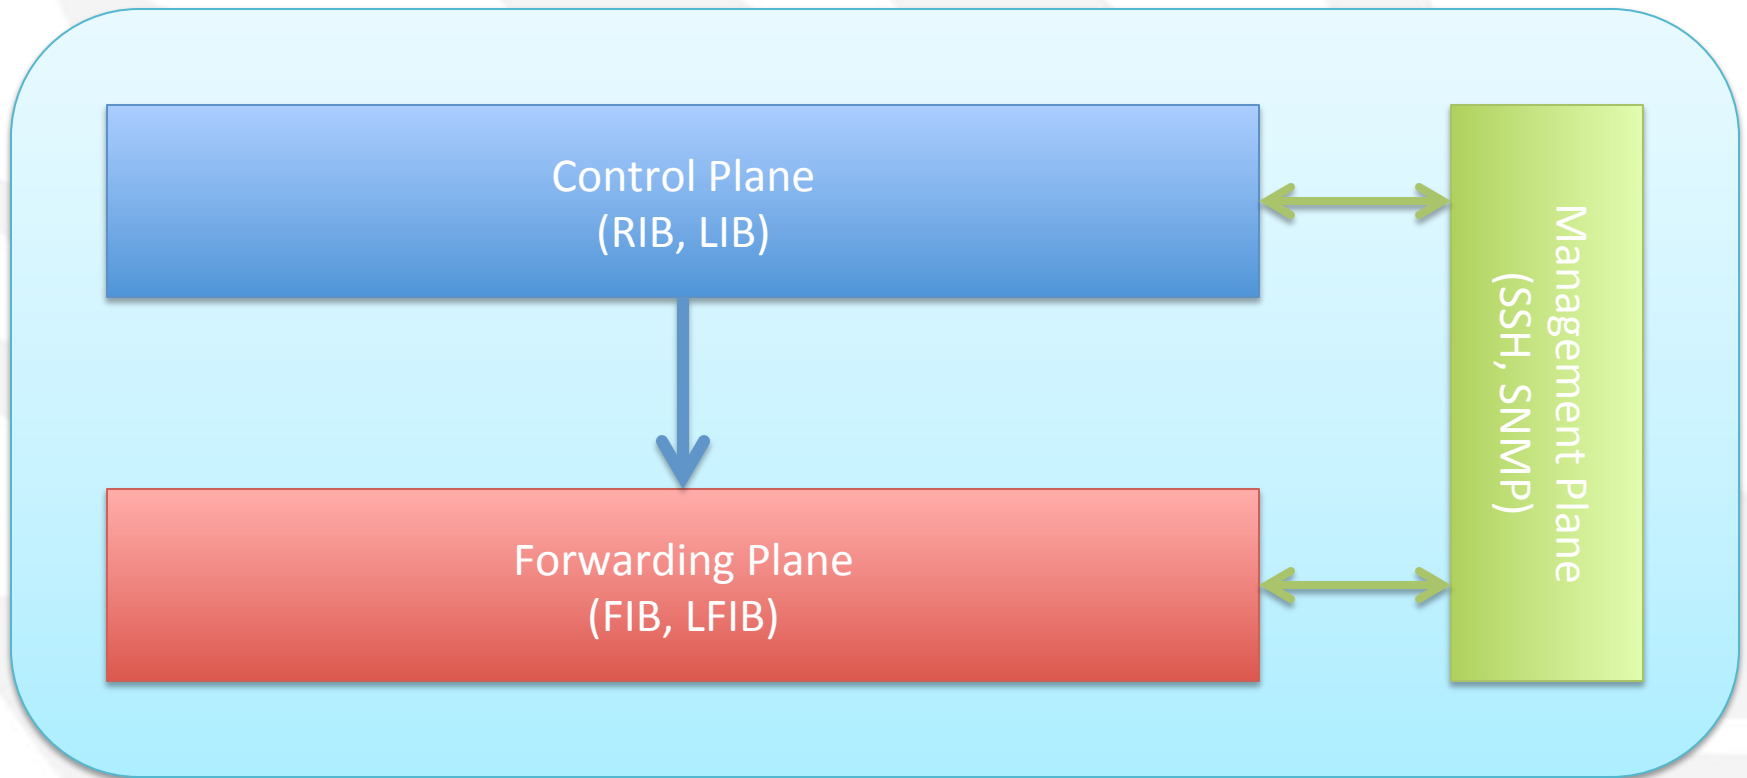 Control Plane
(RIB, LIB)
Management Plane
(SSH, SNMP)
Forwarding Plane
(FIB, LFIB)